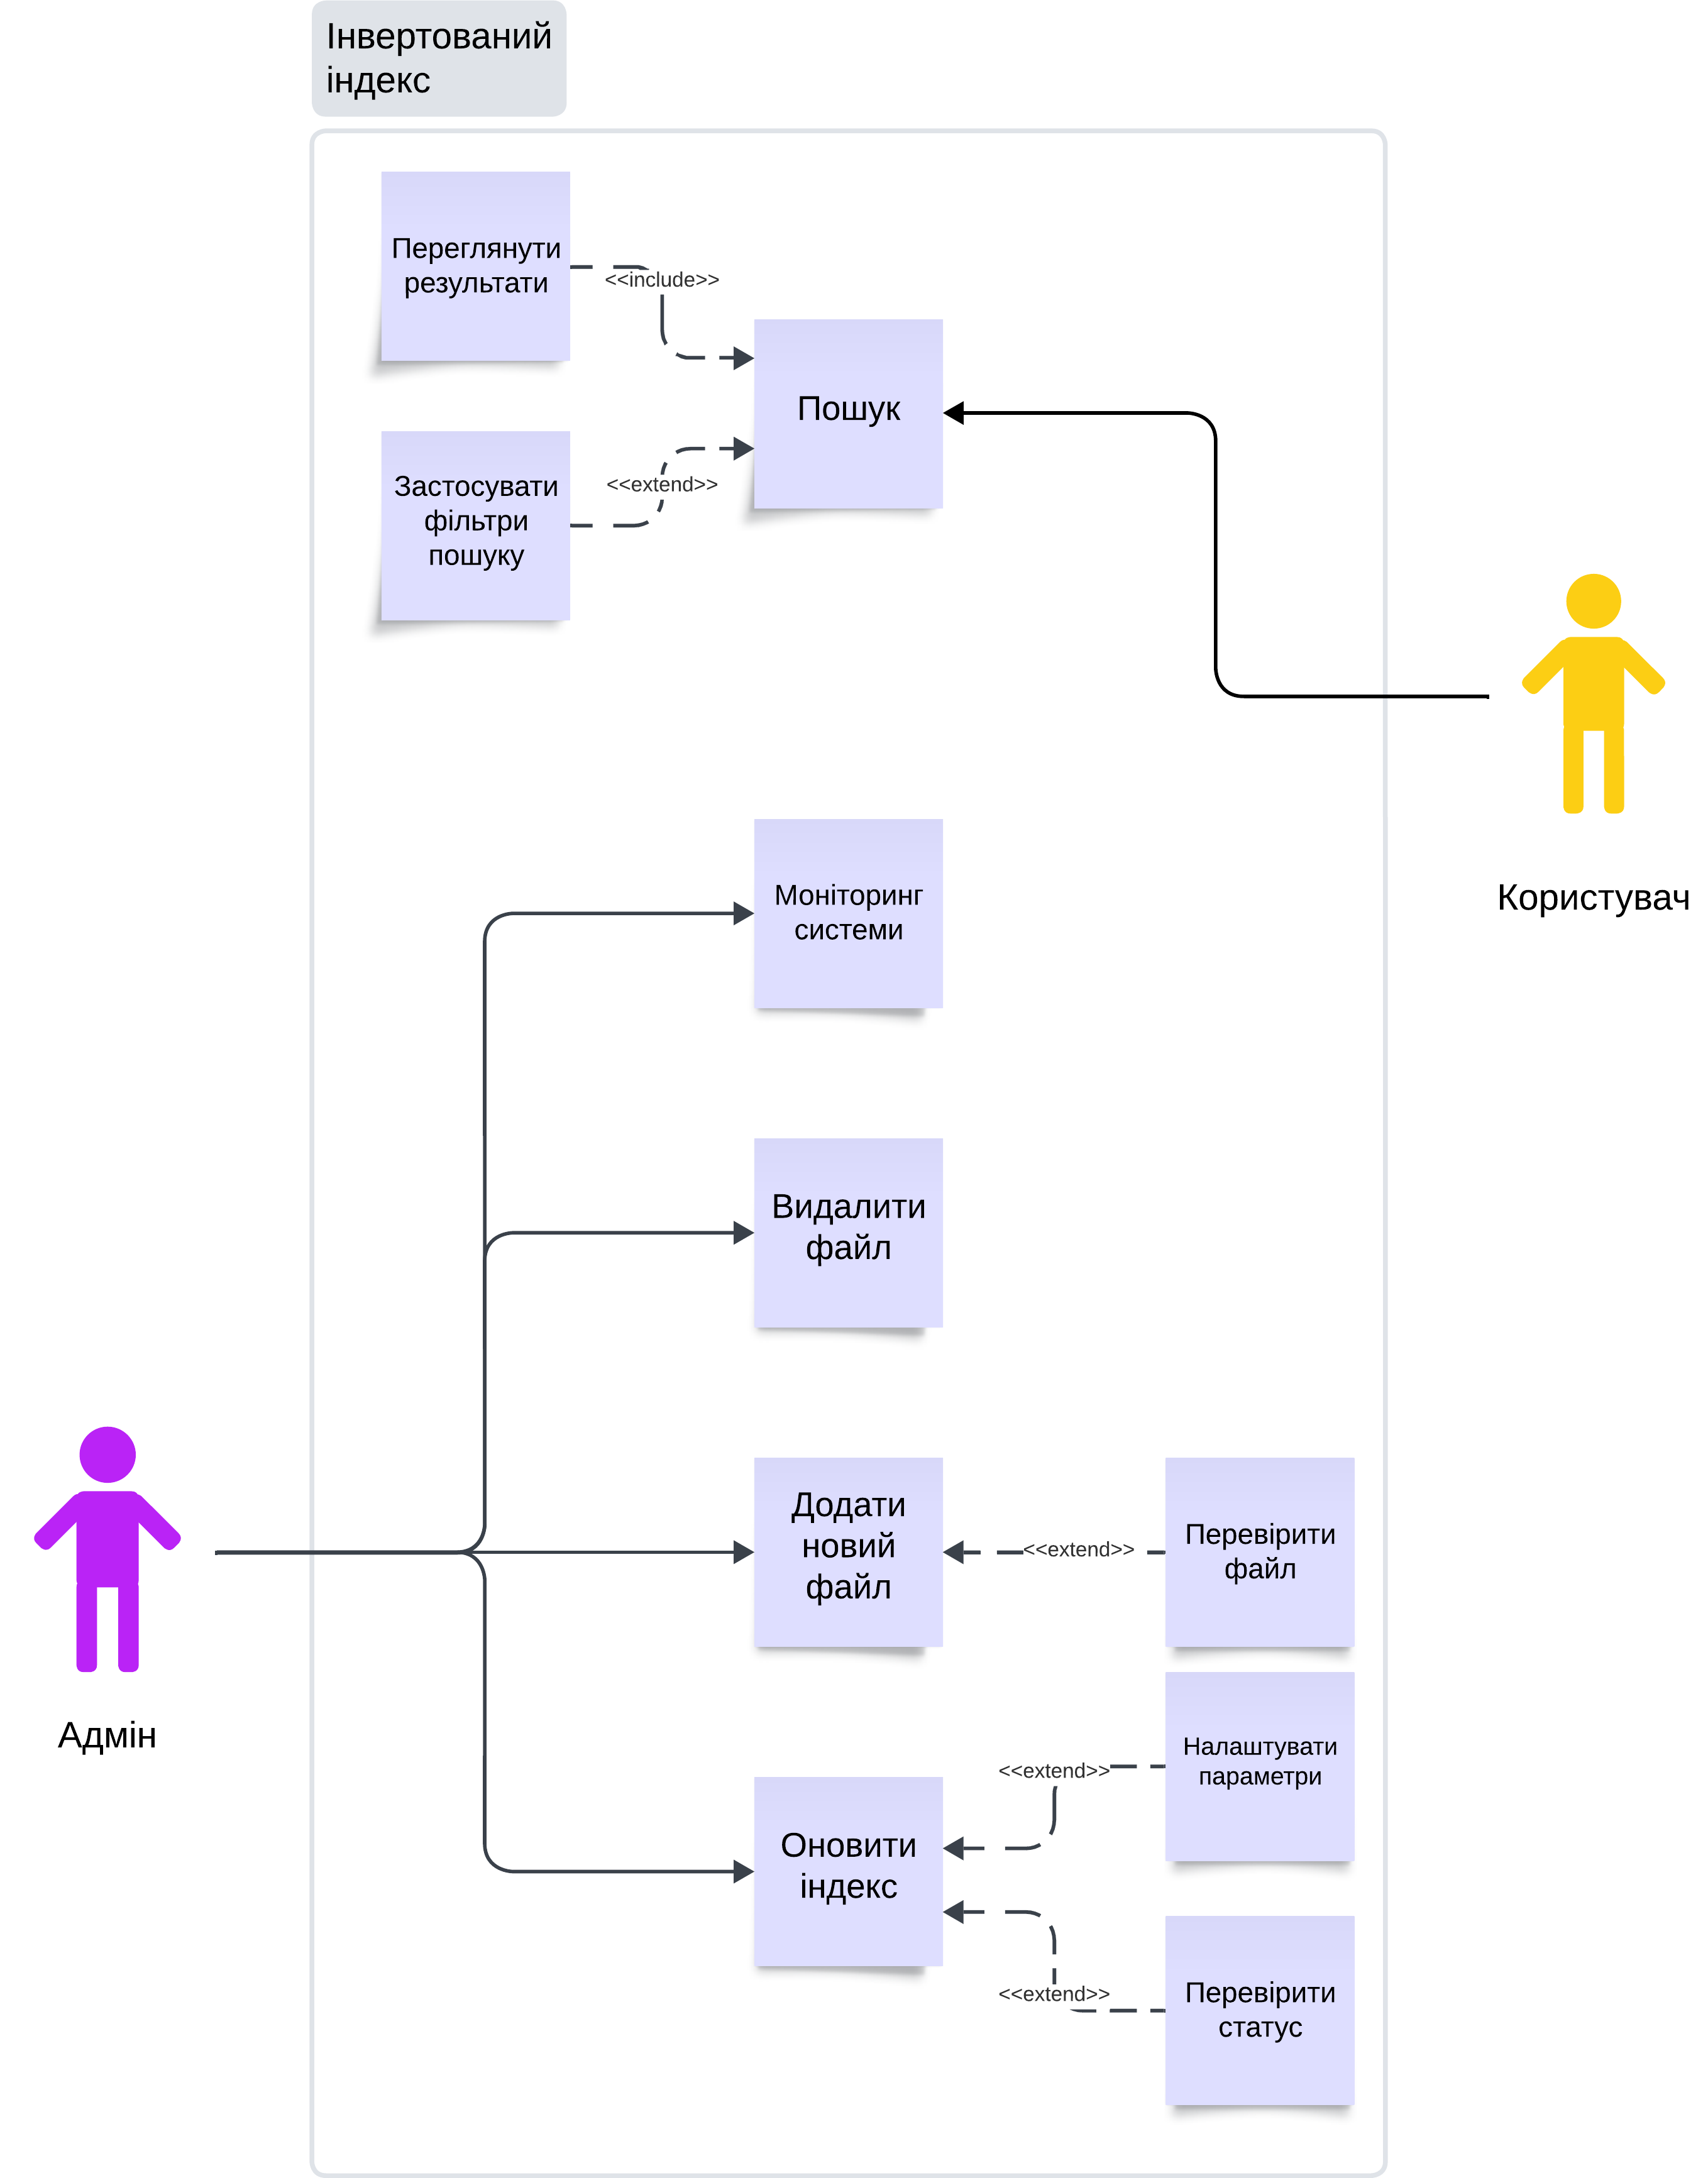 Інвертований
індекс
Переглянути
результати
<<include>>
Пошук
Застосувати
фільтри
пошуку
<<extend>>
Користувач
Моніторинг
системи
Видалити
файл
Додати
новий
файл
<<extend>>
Перевірити
файл
Адмін
Налаштувати
параметри
<<extend>>
Оновити
індекс
<<extend>>
Перевірити
статус